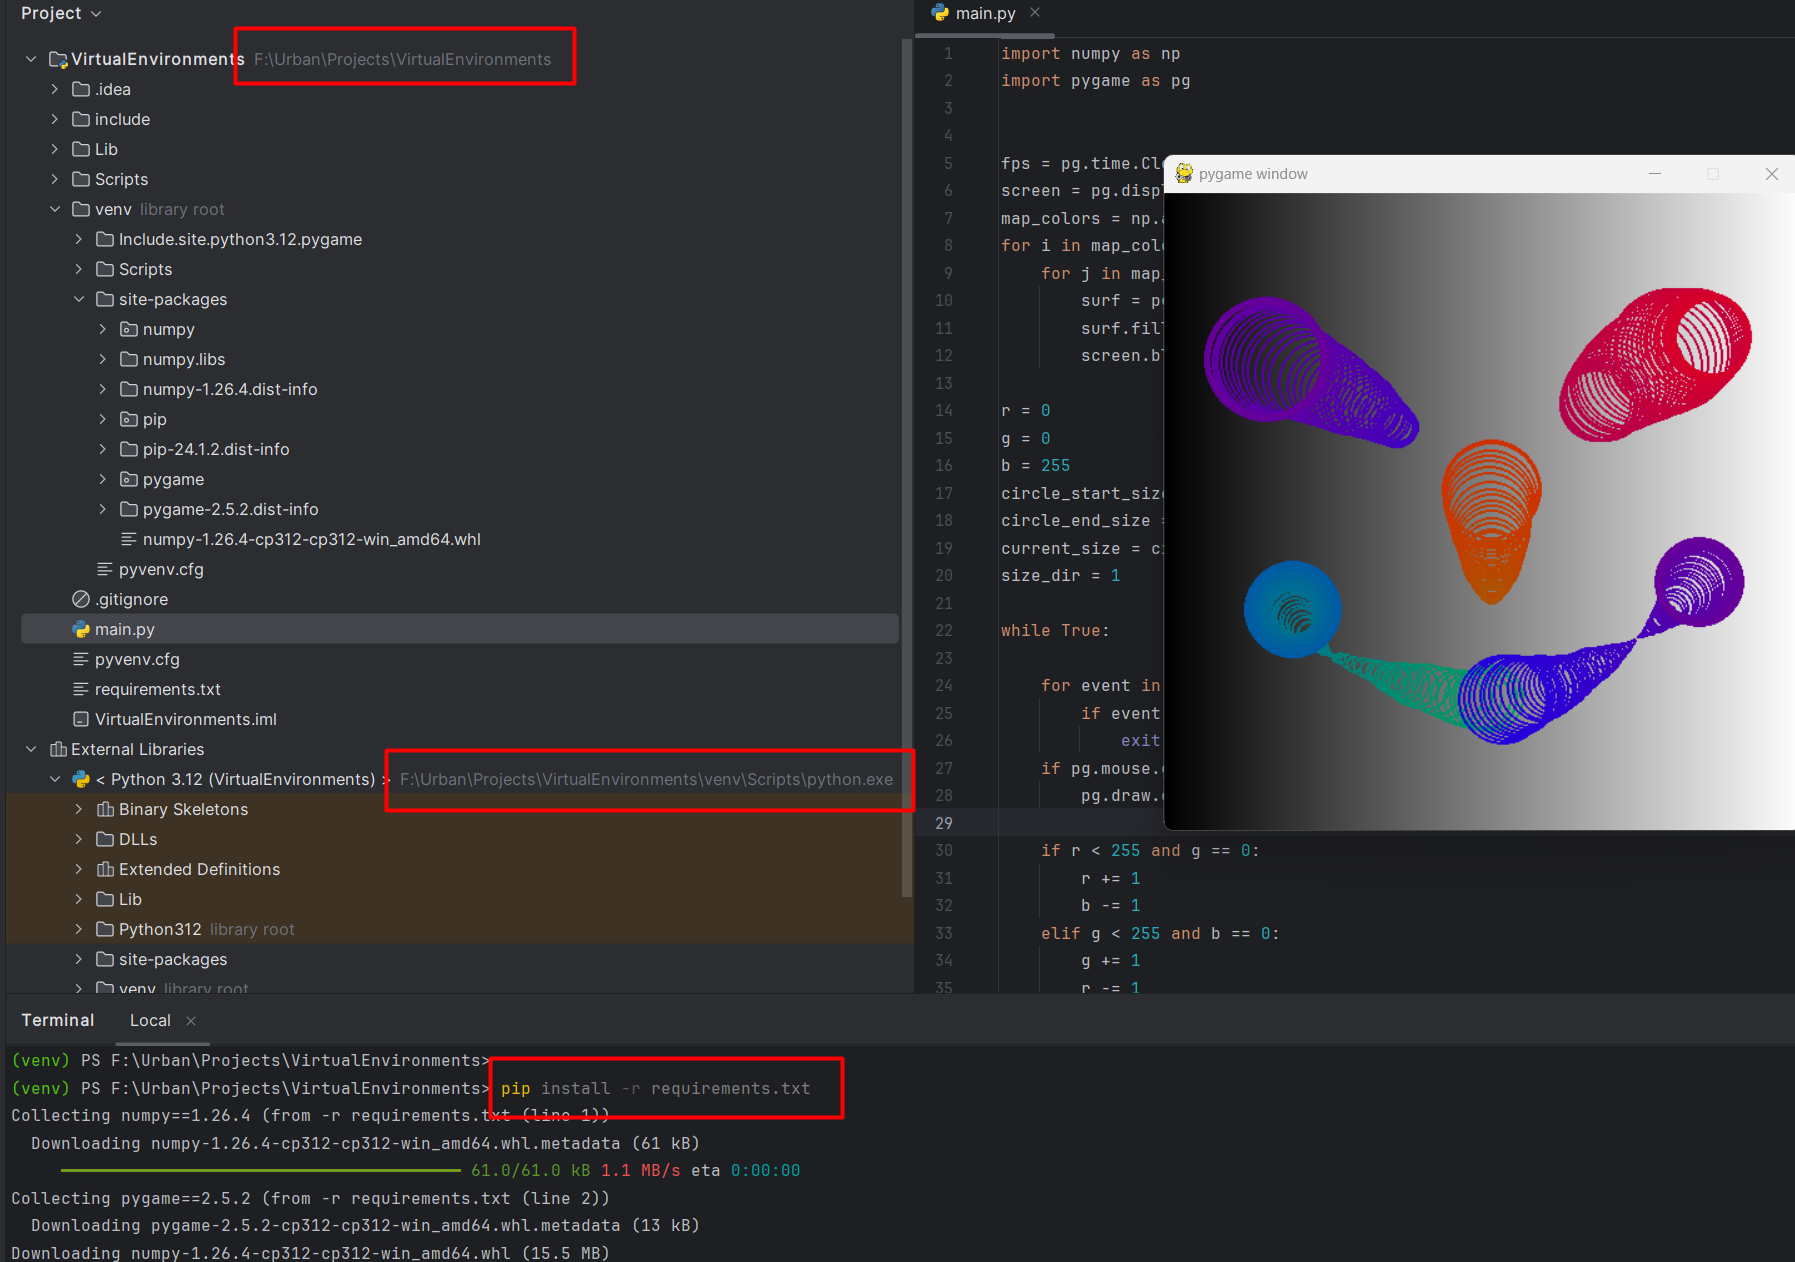 Project
VirtualEnvironments F:\Urban\Projects\VirtualEnvironments
.idea
include
Lib
Scripts
venv library root
Include.site.python3.12.pygame
Scripts
site-packages
numpy
numpy.libs
numpy-1.26.4.dist-info
pip
pip-24.1.2.dist-info
pygame
pygame-2.5.2.dist-info
numpy-1.26.4-cp312-cp312-win_amd64.whl
pyvenv.cfg
.gitignore
main.py
pyvenv.cfg
requirements.txt
VirtualEnvironments.iml
External Libraries
< Python 3.12 (VirtualEnvironments) > F:\Urban\Projects\VirtualEnvironments\venv\Scripts\python.exe
Binary Skeletons
DLLs
Extended Definitions
Lib
Python312 library root
site-packages
venv library root
main.py
1 import numpy as np
2 import pygame as pg
3
4
5 fps = pg.time.Clo
6 screen = pg.disp
7 map_colors = np.a
8 for i in map_colo
9 for j in map_
10 surf = pg
11 surf.fill
12 screen.bl
13
14 r = 0
15 g = 0
16 b = 255
17 circle_start_size
18 circle_end_size =
19 current_size = ci
20 size_dir = 1
21
22 while True:
23
24 for event in
25 if event
26 exit
27 if pg.mouse.
28 pg.draw.
29
30 if r < 255 and g == 0:
31 r += 1
32 b -= 1
33 elif g < 255 and b == 0:
34 g += 1
35 r -= 1
pygame window
Terminal Local
(venv) PS F:\Urban\Projects\VirtualEnvironments>
(venv) PS F:\Urban\Projects\VirtualEnvironments> pip install -r requirements.txt
Collecting numpy==1.26.4 (from -r requirements.txt (line 1))
Downloading numpy-1.26.4-cp312-cp312-win_amd64.whl.metadata (61 kB)
61.0/61.0 kB 1.1 MB/s eta 0:00:00
Collecting pygame==2.5.2 (from -r requirements.txt (line 2))
Downloading pygame-2.5.2-cp312-cp312-win_amd64.whl.metadata (13 kB)
Downloading numpy-1.26.4-cp312-cp312-win_amd64.whl (15.5 MB)